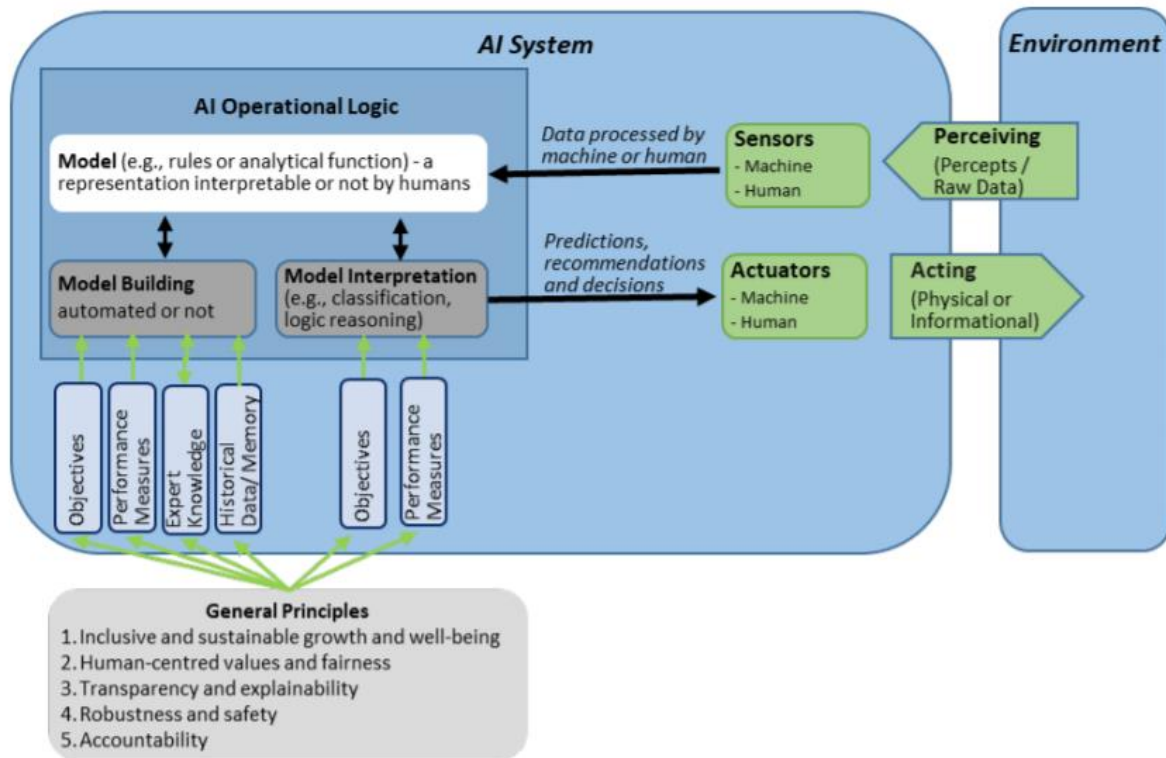 AI System
Environment
AI Operational Logic
Model (e.g., rules or analytical function) - a
representation interpretable or not by humans
Data processed by
machine or human
Sensors
- Machine
- Human
Perceiving
(Percepts /
Raw Data)
Model Building
automated or not
Model Interpretation
(e.g., classification,
logic reasoning)
Predictions,
recommendations
and decisions
Actuators
- Machine
- Human
Acting
(Physical or
Informational)
Objectives
Performance
Measures
Expert
Knowledge
Historical
Data/ Memory
Objectives
Performance
Measures
General Principles
1. Inclusive and sustainable growth and well-being
2. Human-centred values and fairness
3. Transparency and explainability
4. Robustness and safety
5. Accountability